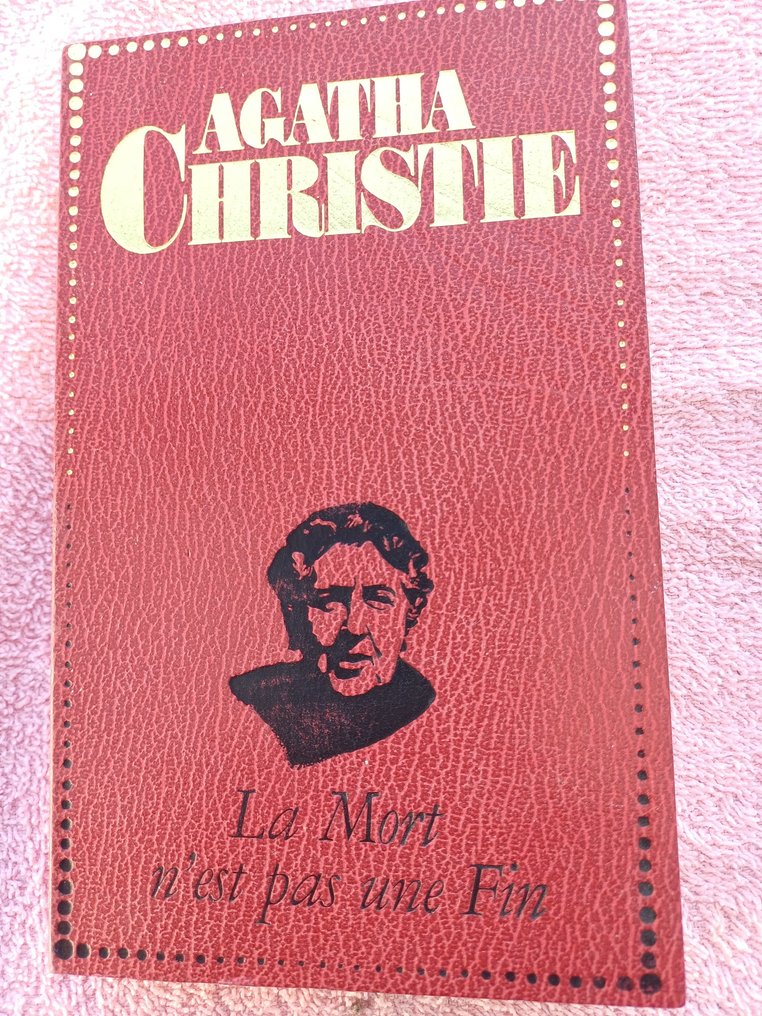 AGATHA
CHRISTIE
La Mort
n'est pas une Fin